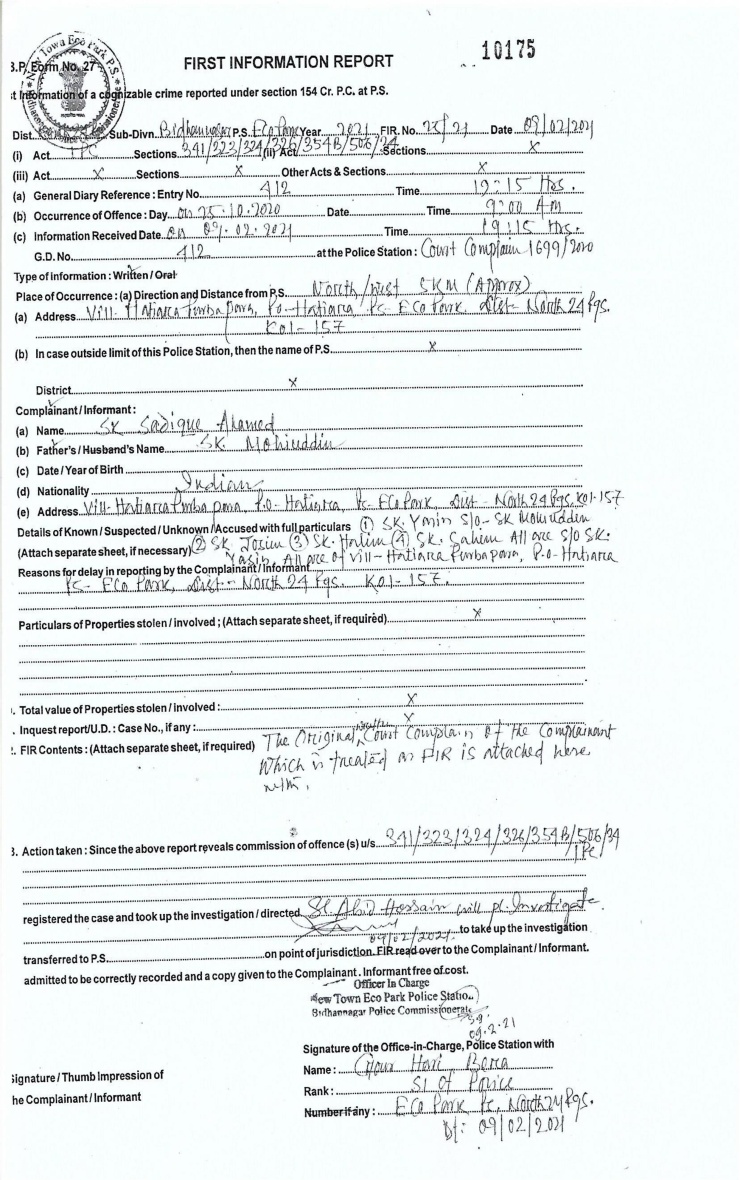 10175
FIRST INFORMATION REPORT
B.P. Form No. 27
New Town Eco Park P.S.
st Information of a cognizable crime reported under section 154 Cr. P.C. at P.S.
Dist. Sub-Divn. Bidhannagar P.S. Eco Park Year 2021 FIR. No. 23/21 Date 09/02/2021
(i) Act IPC Sections 341/323/324/326/354B/506/34 (ii) Act Sections X
(iii) Act X Sections X Other Acts & Sections X
(a) General Diary Reference : Entry No. 412 Time 19:15 Hrs.
(b) Occurrence of Offence : Day on 25.10.2020 Date Time 9:00 Am
(c) Information Received Date on 09.02.2021 Time 19:15 Hrs.
G.D. No. 412 at the Police Station : Court Complain 1699/2020
Type of information : Written / Oral
Place of Occurrence : (a) Direction and Distance from P.S. North/west 5KM (Approx)
(a) Address Vill- Hatiara Purbapara, Po- Hatiara Ps- Eco Park, Dist- North 24 Pgs.
Kol- 157
(b) In case outside limit of this Police Station, then the name of P.S. X
District X
Complainant / Informant :
(a) Name SK Sadique Ahamed
(b) Father's / Husband's Name SK Mohiuddin
(c) Date / Year of Birth
(d) Nationality Indian
(e) Address Vill- Hatiara Purba para, P.O- Hatiara, Ps- Eco Park, Dist- North 24 Pgs, Kol-157
Details of Known / Suspected / Unknown / Accused with full particulars (1) SK. Yasin S/O- SK Mohiuddin
(Attach separate sheet, if necessary) (2) SK Josim (3) SK. Halim (4) SK. Sahem All are S/O SK.
Yasin, All are of vill- Hatiara Purbapara, P.O- Hatiara
Reasons for delay in reporting by the Complainant / Informant
Ps- Eco Park, Dist- North 24 Pgs. Kol- 157.
Particulars of Properties stolen / involved ; (Attach separate sheet, if required) X
. Total value of Properties stolen / involved : X
. Inquest report/U.D. : Case No., if any : X
. FIR Contents : (Attach separate sheet, if required) The Original written Court Complain of the Complainant
Which is treated as FIR is attached here
with.
3. Action taken : Since the above report reveals commission of offence (s) u/s. 341/323/324/326/354B/506/34
IPC
registered the case and took up the investigation / directed SI. Abid Hossain will pl. Investigate.
09/02/2021. to take up the investigation
transferred to P.S. on point of jurisdiction. FIR read over to the Complainant / Informant.
admitted to be correctly recorded and a copy given to the Complainant. Informant free of cost.
Officer In Charge
New Town Eco Park Police Station
Bidhannagar Police Commissionerate
09.2.21
Signature of the Office-in-Charge, Police Station with
Name : Gour Hari Bera
Rank : SI of Police
Number if any : Eco Park Ps, North 24 Pgs.
Dt: 09/02/2021
Signature / Thumb Impression of
he Complainant / Informant